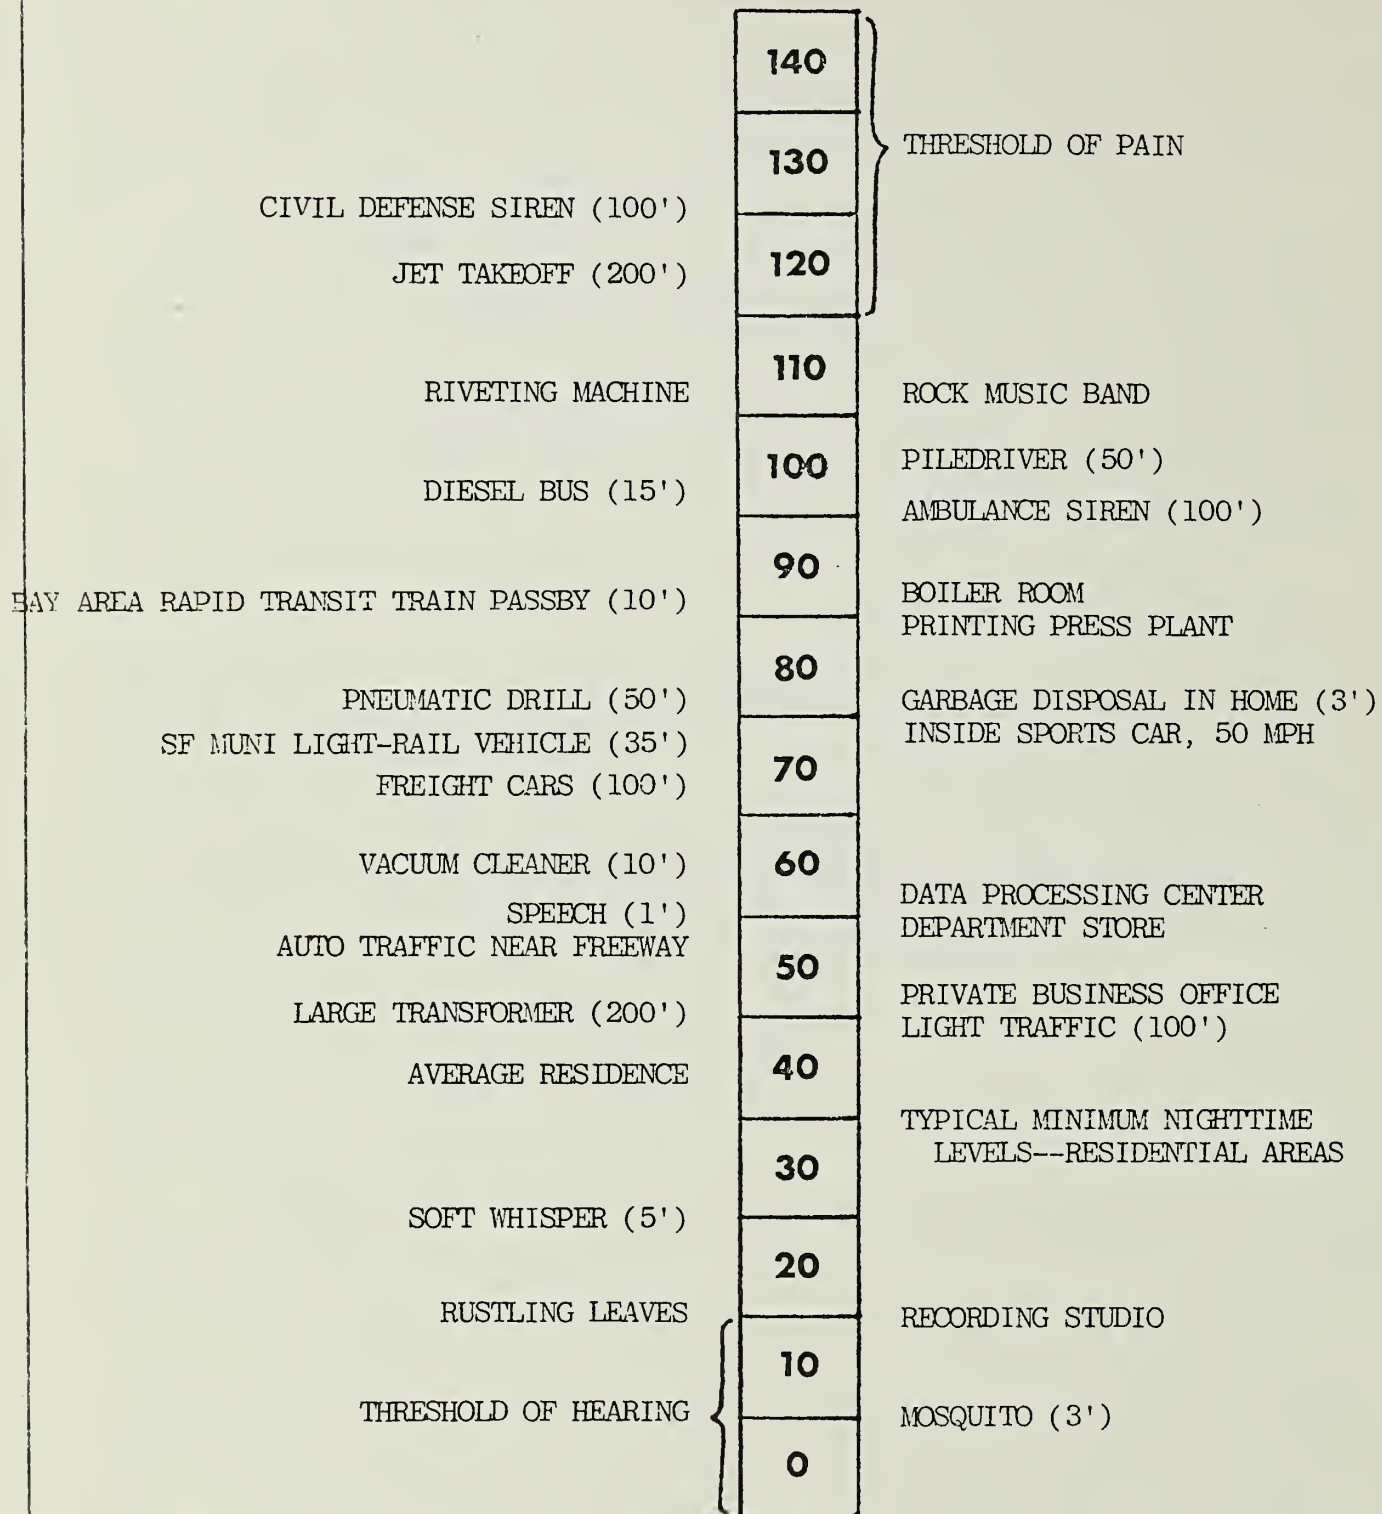 140
THRESHOLD OF PAIN
130
CIVIL DEFENSE SIREN (100')
120
JET TAKEOFF (200')
110
RIVETING MACHINE
ROCK MUSIC BAND
100
PILEDRIVER (50')
DIESEL BUS (15')
AMBULANCE SIREN (100')
90
BAY AREA RAPID TRANSIT TRAIN PASSBY (10')
BOILER ROOM
PRINTING PRESS PLANT
80
PNEUMATIC DRILL (50')
GARBAGE DISPOSAL IN HOME (3')
SF MUNI LIGHT-RAIL VEHICLE (35')
INSIDE SPORTS CAR, 50 MPH
70
FREIGHT CARS (100')
60
VACUUM CLEANER (10')
DATA PROCESSING CENTER
SPEECH (1')
DEPARTMENT STORE
AUTO TRAFFIC NEAR FREEWAY
50
PRIVATE BUSINESS OFFICE
LARGE TRANSFORMER (200')
LIGHT TRAFFIC (100')
40
AVERAGE RESIDENCE
TYPICAL MINIMUM NIGHTTIME
LEVELS--RESIDENTIAL AREAS
30
SOFT WHISPER (5')
20
RUSTLING LEAVES
RECORDING STUDIO
10
THRESHOLD OF HEARING
MOSQUITO (3')
0